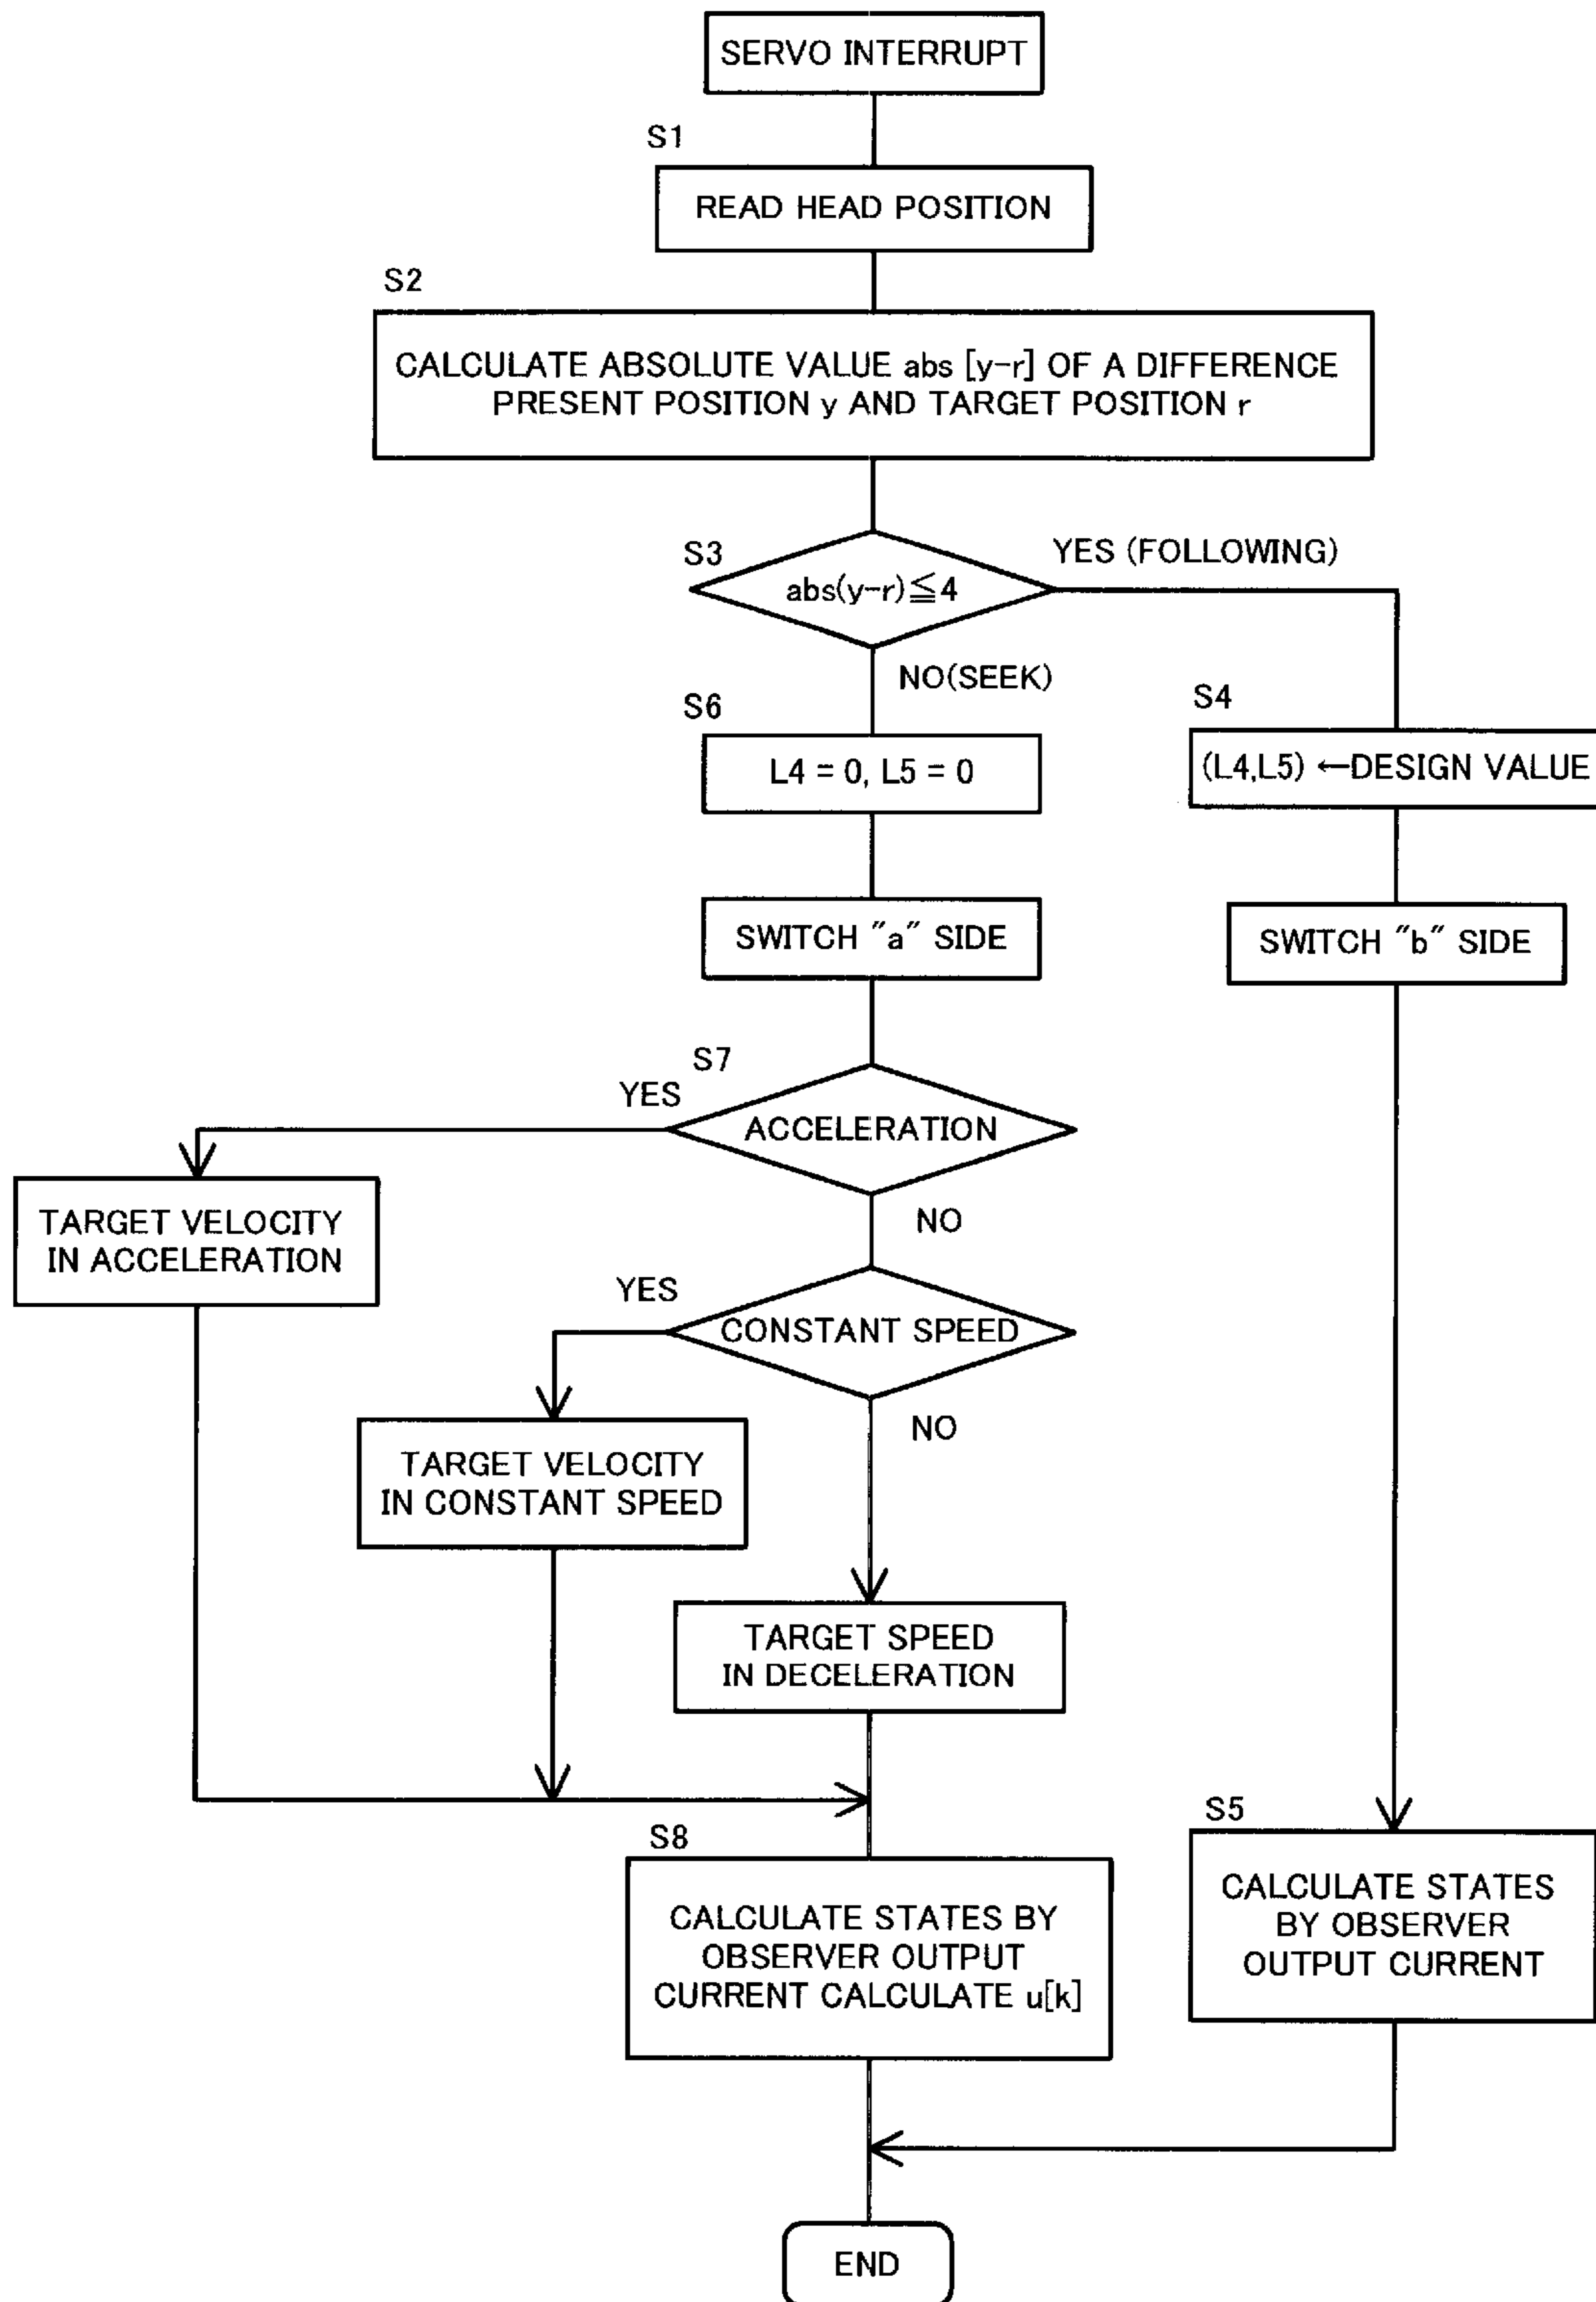 SERVO INTERRUPT
S1
READ HEAD POSITION
S2
CALCULATE ABSOLUTE VALUE abs [y-r] OF A DIFFERENCE
PRESENT POSITION y AND TARGET POSITION r
S3
abs(y-r)≦4
YES (FOLLOWING)
NO(SEEK)
S6
L4 = 0, L5 = 0
S4
(L4,L5) ←DESIGN VALUE
SWITCH "a" SIDE
SWITCH "b" SIDE
S7
YES
ACCELERATION
NO
TARGET VELOCITY
IN ACCELERATION
YES
CONSTANT SPEED
NO
TARGET VELOCITY
IN CONSTANT SPEED
TARGET SPEED
IN DECELERATION
S8
CALCULATE STATES BY
OBSERVER OUTPUT
CURRENT CALCULATE u[k]
S5
CALCULATE STATES
BY OBSERVER
OUTPUT CURRENT
END